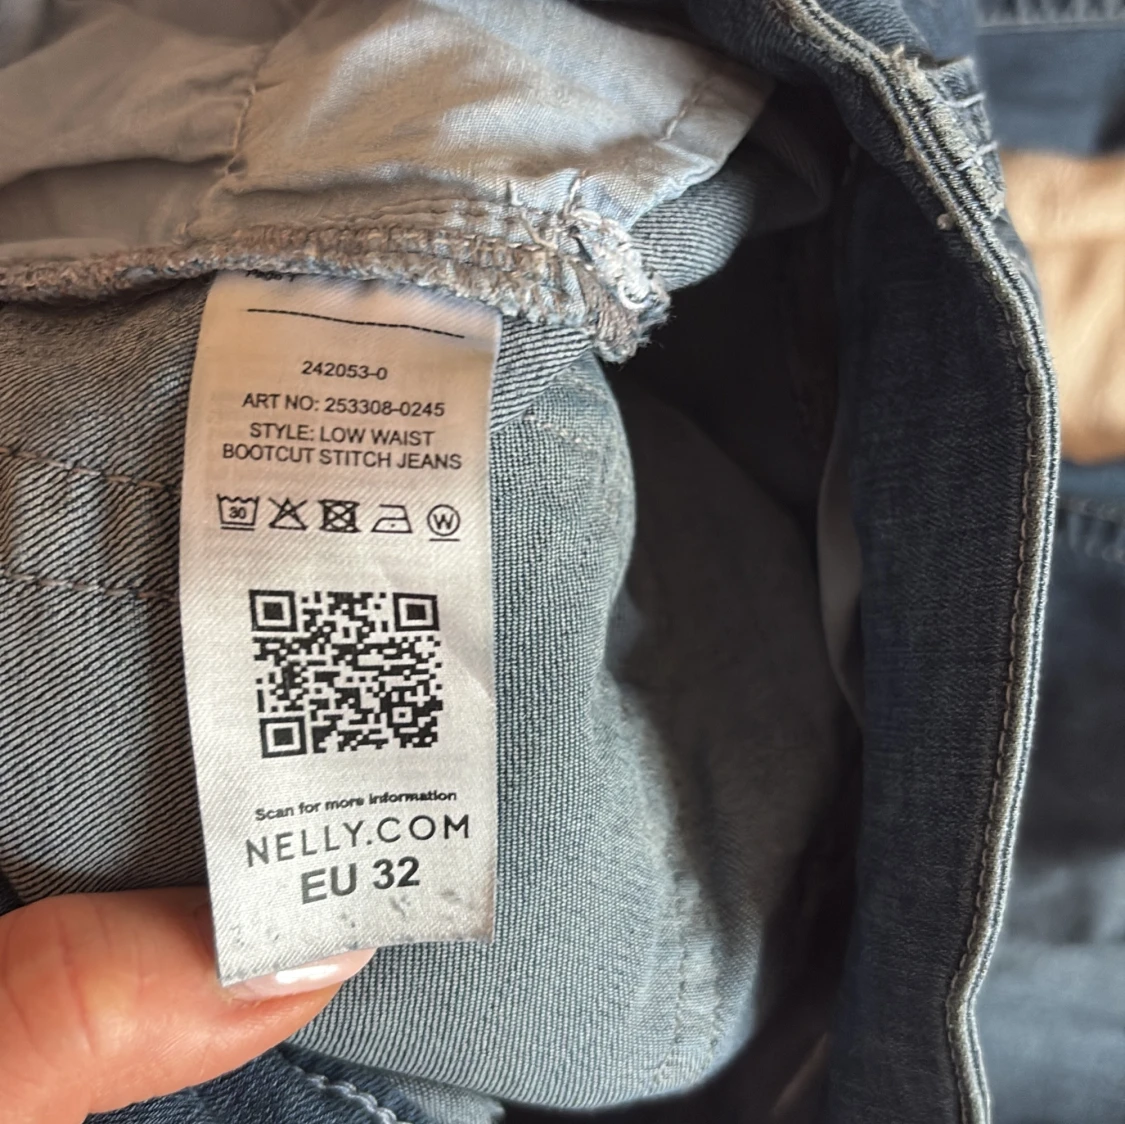 242053-0
ART NO: 253308-0245
STYLE: LOW WAIST
BOOTCUT STITCH JEANS
30
W
Scan for more information
NELLY.COM
EU 32